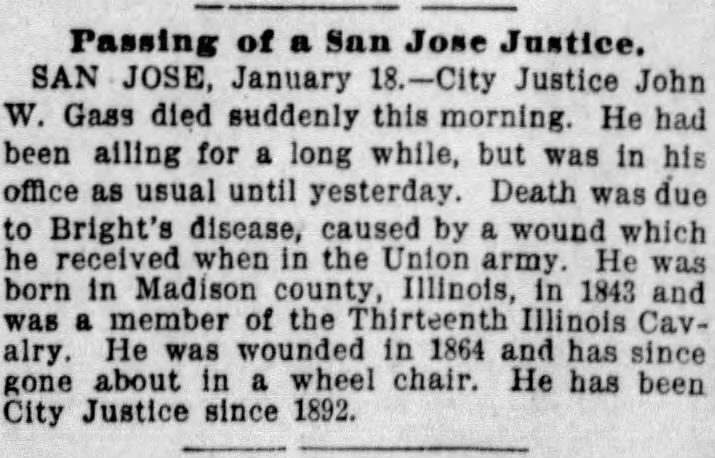 Passing of a San Jose Justice.
SAN JOSE, January 18.—City Justice John
W. Gass died suddenly this morning. He had
been ailing for a long while, but was in his
office as usual until yesterday. Death was due
to Bright's disease, caused by a wound which
he received when in the Union army. He was
born in Madison county, Illinois, in 1843 and
was a member of the Thirteenth Illinois Cav-
alry. He was wounded in 1864 and has since
gone about in a wheel chair. He has been
City Justice since 1892.